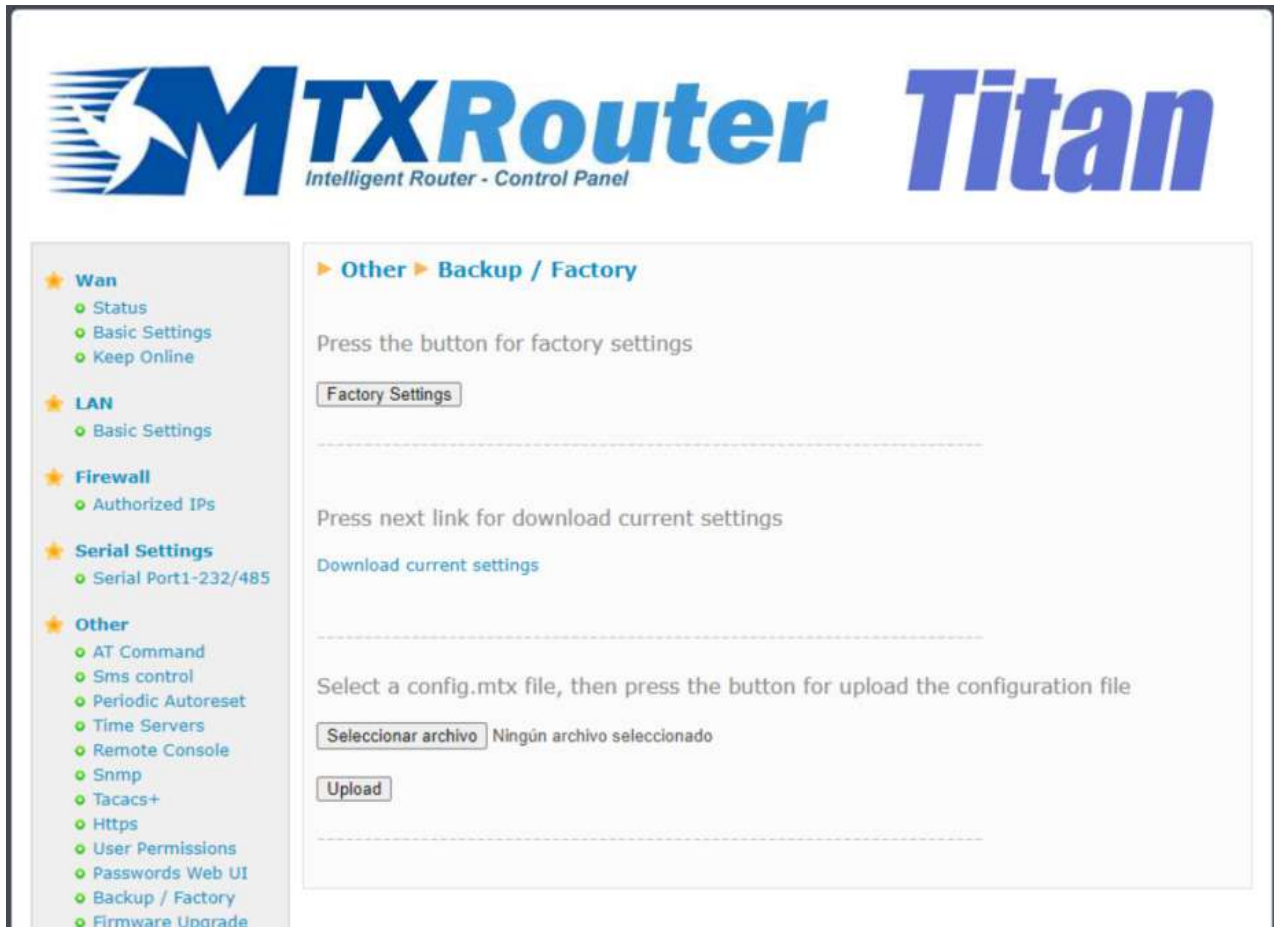 MTXRouter Titan
Intelligent Router - Control Panel
Wan
Status
Basic Settings
Keep Online
LAN
Basic Settings
Firewall
Authorized IPs
Serial Settings
Serial Port1-232/485
Other
AT Command
Sms control
Periodic Autoreset
Time Servers
Remote Console
Snmp
Tacacs+
Https
User Permissions
Passwords Web UI
Backup / Factory
Firmware Upgrade
Other Backup / Factory
Press the button for factory settings
Factory Settings
Press next link for download current settings
Download current settings
Select a config.mtx file, then press the button for upload the configuration file
Seleccionar archivo Ningún archivo seleccionado
Upload